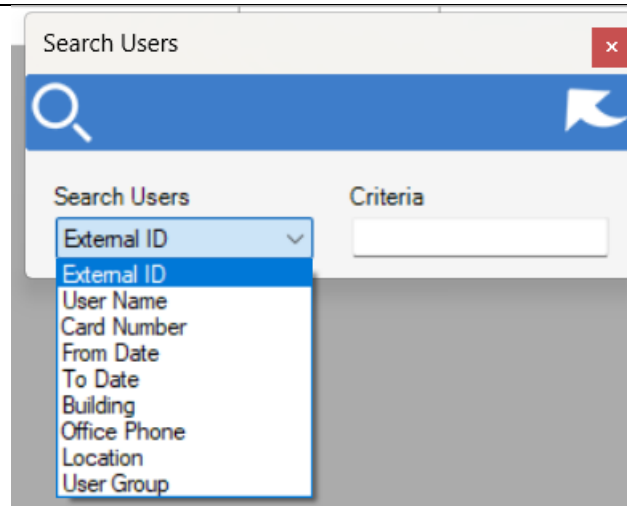 Search Users
Search Users
Criteria
External ID
External ID
User Name
Card Number
From Date
To Date
Building
Office Phone
Location
User Group